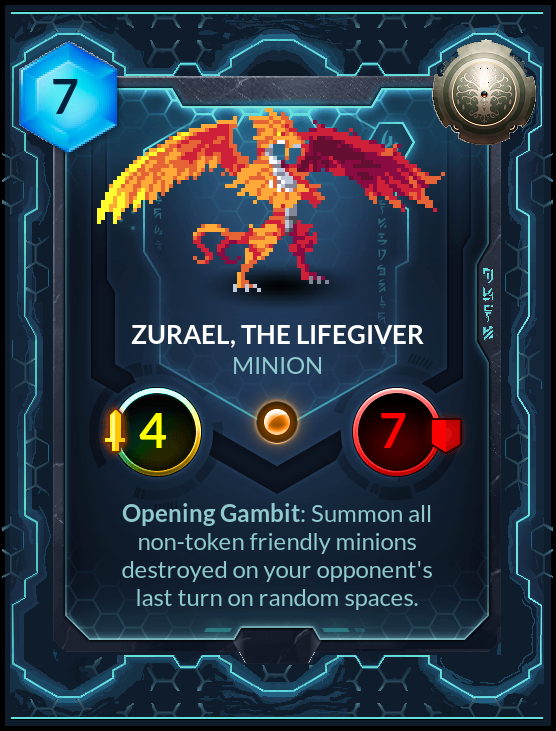 7
ZURAEL, THE LIFEGIVER
MINION
4
7
Opening Gambit: Summon all
non-token friendly minions
destroyed on your opponent's
last turn on random spaces.